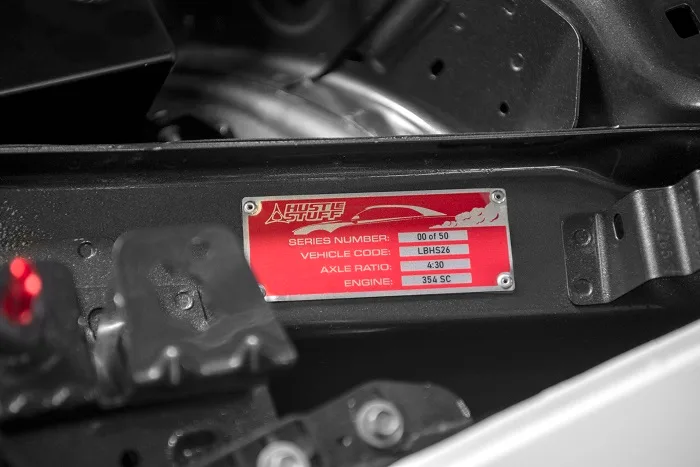 HUSTLE
STUFF
SERIES NUMBER: 00 of 50
VEHICLE CODE: LBHS26
AXLE RATIO: 4:30
ENGINE: 354 SC